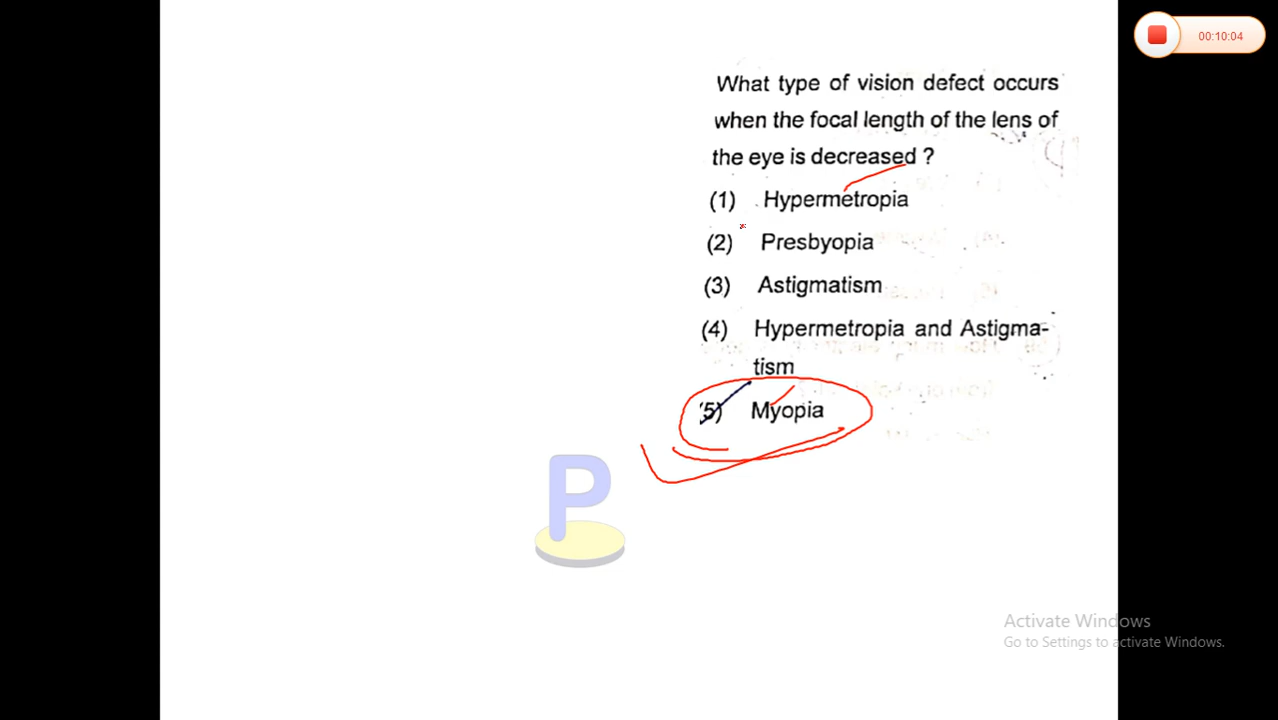 00:10:04
What type of vision defect occurs
when the focal length of the lens of
the eye is decreased ?
(1) Hypermetropia
(2) Presbyopia
(3) Astigmatism
(4) Hypermetropia and Astigma-
tism
(5) Myopia
P
Activate Windows
Go to Settings to activate Windows.